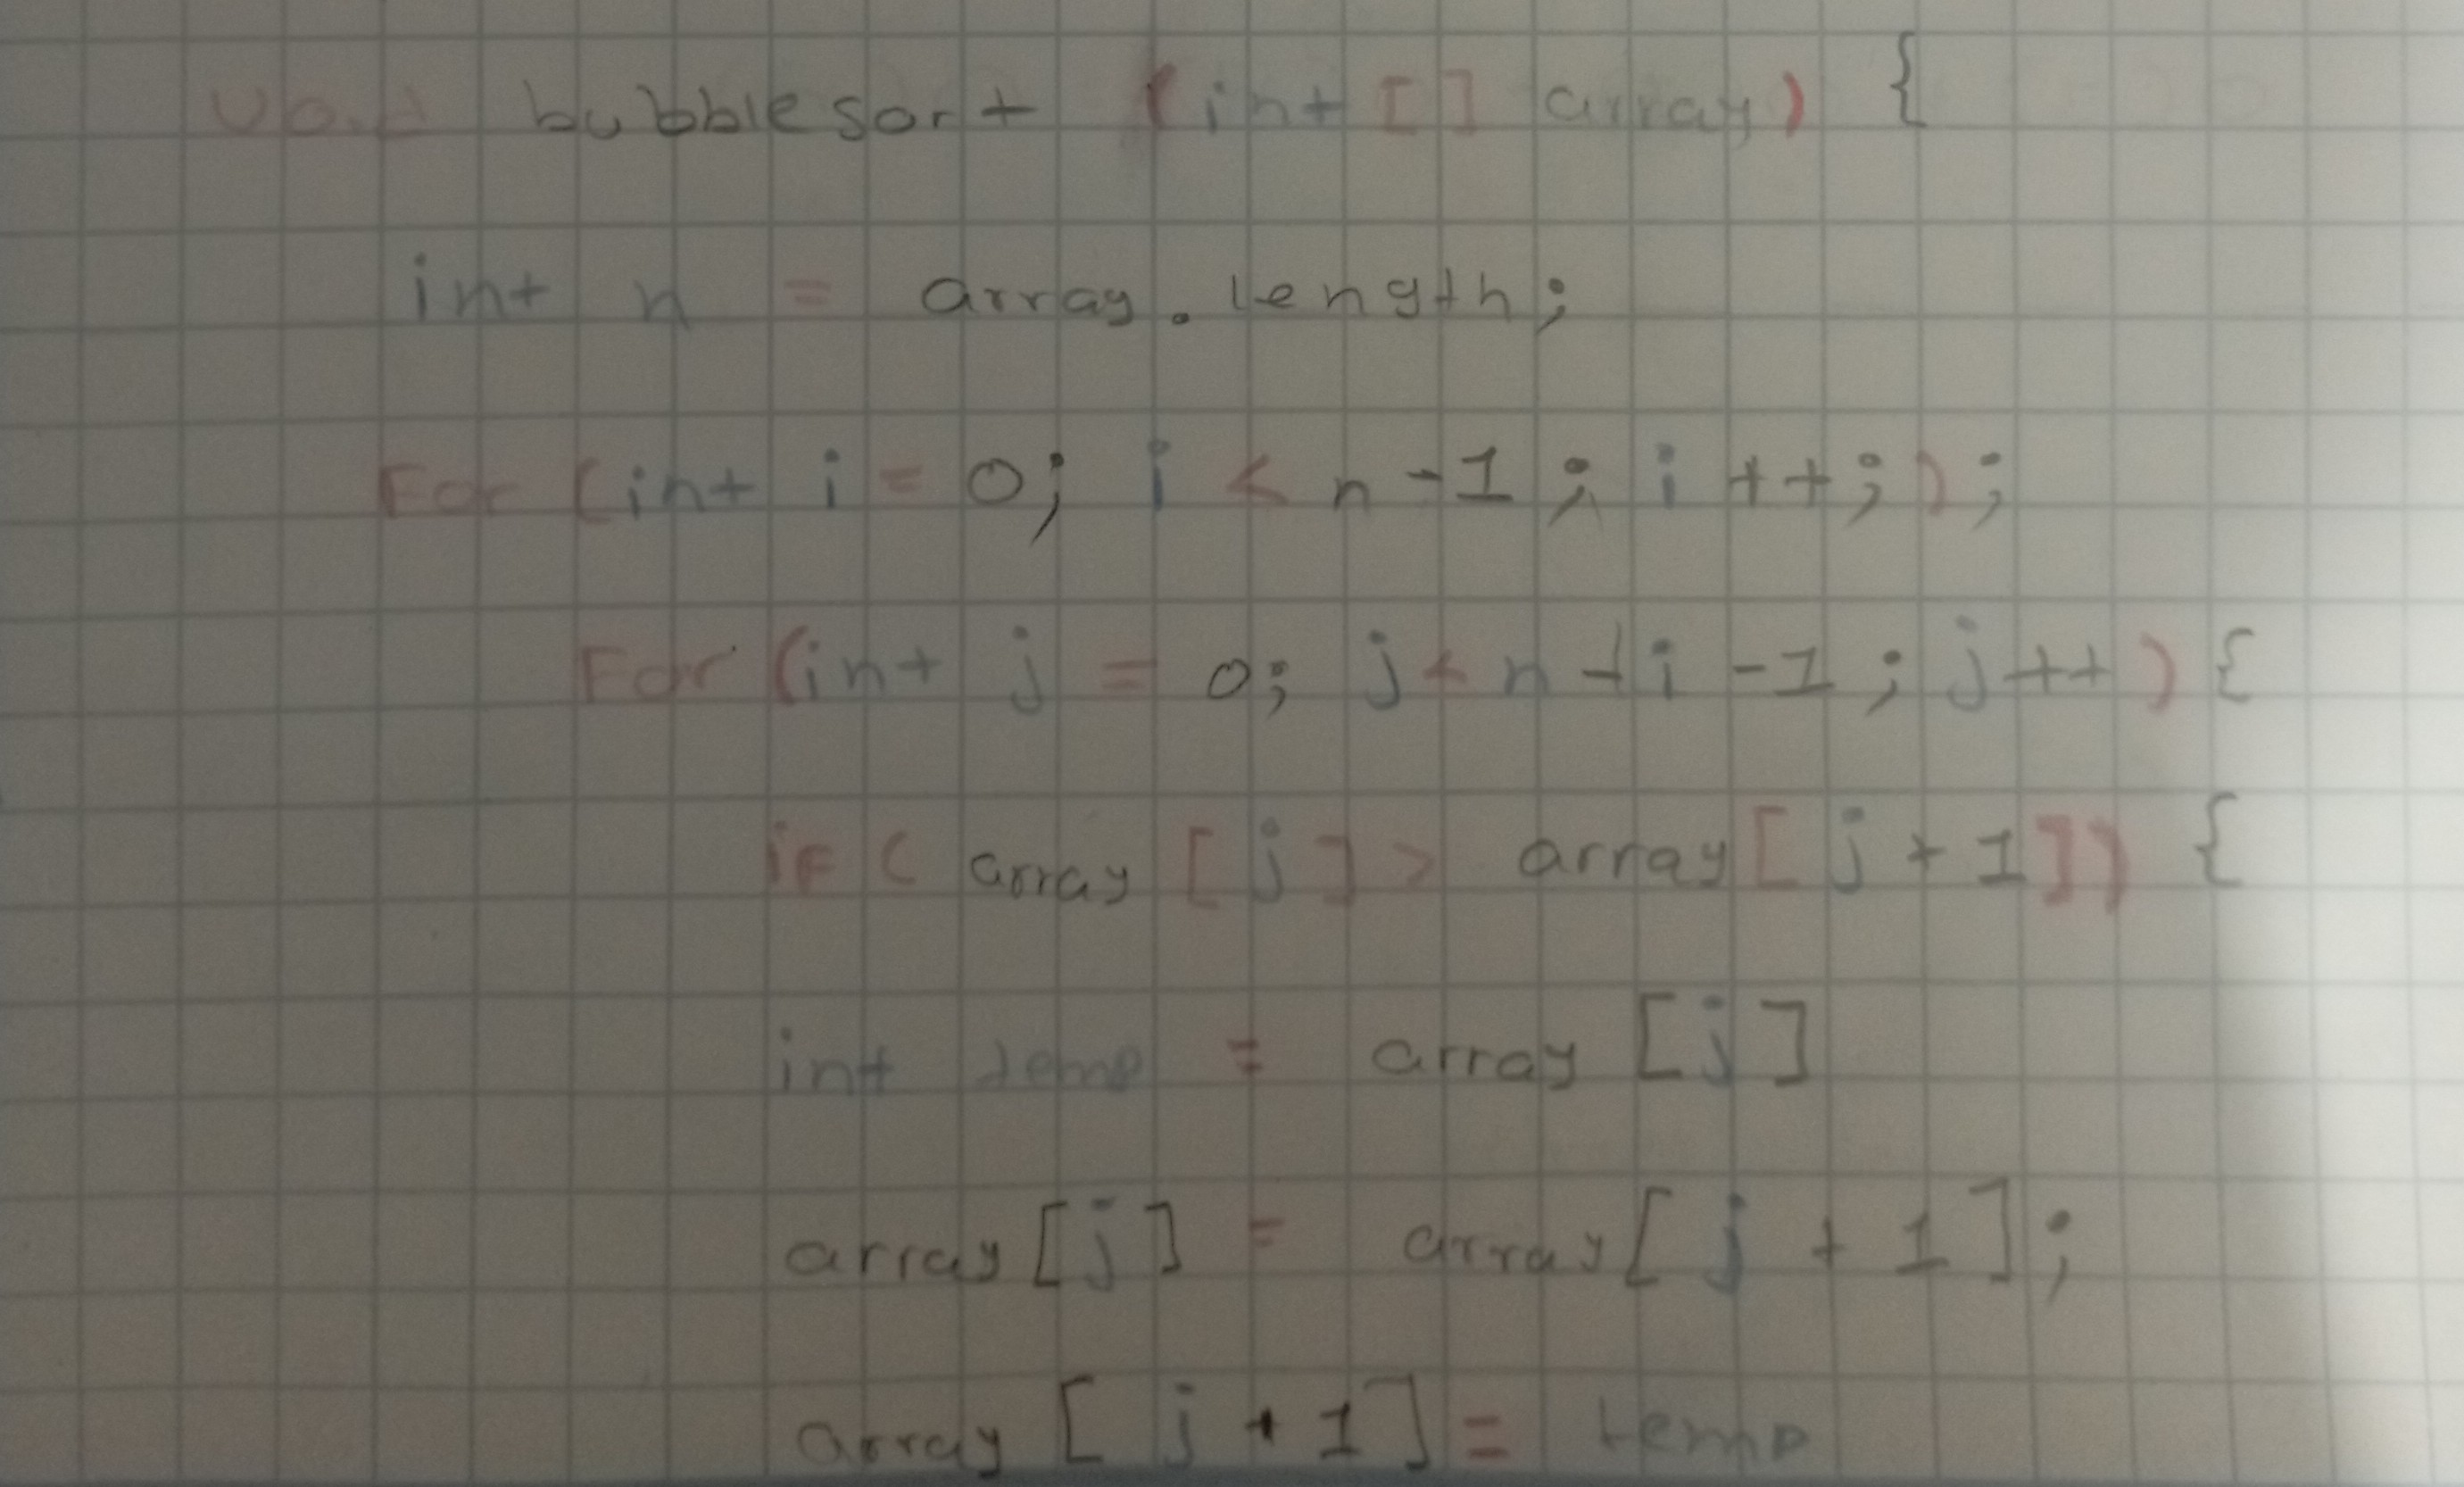 void bubblesort (int [] array) {
int n = array.length;
For (int i = 0; i < n-1; i ++; );
For (int j = 0; j < n-i-1; j++) {
if ( array [j] > array[j+1]) {
int temp = array [j]
array[j] = array[j + 1];
array [j+1] = temp